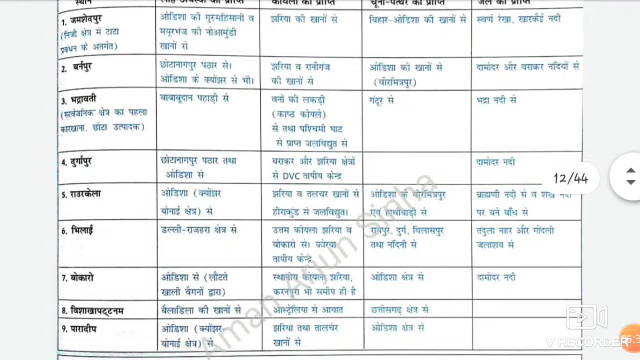 स्थान लौह-अयस्क की प्राप्ति कोयला की प्राप्ति चूना-पत्थर की प्राप्ति जल की प्राप्ति
1. जमशेदपुर ओडिशा की गुरुमहिसानी व झरिया की खानों से बिहार-ओडिशा की खानों से स्वर्ण रेखा, खारकोई नदी
(निजी क्षेत्र में टाटा मयूरभंज की नोआमुंडी
प्रबंधन के अंतर्गत खानों से
2. बर्नपुर छोटानागपुर पठार से। झरिया व रानीगंज ओडिशा की खानों से दामोदर और बराकर नदियों से
ओडिशा के क्योंझर से भी। की खानों से (बीरमित्रपुर)
3. भद्रावती बाबाबूदान पहाड़ी से वनों की लकड़ी गंटूर से भद्रा नदी से
(सार्वजनिक क्षेत्र का पहला (काष्ठ कोयले)
कारखाना, छोटा उत्पादक) से तथा पश्चिमी घाट
से प्राप्त जलविद्युत से
4. दुर्गापुर छोटानागपुर पठार तथा बराकर और झरिया क्षेत्रों दामोदर नदी
ओडिशा से से DVC तापीय केन्द्र
12/44
5. राउरकेला ओडिशा (क्योंझर झरिया व तलचर खानों से ओडिशा के बीरमित्रपुर ब्राह्मणी नदी से व शंख नदी
बोनाई क्षेत्र) से हीराकुंड से जलविद्युत। एवं हाथीबाड़ी से पर बने बाँध से
6. भिलाई डल्ली-राजहरा क्षेत्र से उत्तम कोयला झरिया व रायपुर, दुर्ग, बिलासपुर तंदुला नहर और गोंदली
बोकारो से। कोरबा तथा नंदिनी से जलाशय से
तापीय केन्द्र
7. बोकारो ओडिशा से (लौटते स्थानीय कोयला झरिया, ओडिशा क्षेत्र से दामोदर नदी
खाली वैगनों द्वारा) करनपुरा भी समीप ही है
8. विशाखापट्टनम बैलाडिला की खानों से ऑस्ट्रेलिया से आयात छत्तीसगढ़ क्षेत्र से
9. पारादीप ओडिशा (क्योंझर झरिया तथा तालचेर ओडिशा क्षेत्र से
बोनाई क्षेत्र) से खानों से
Aman Arjun Sinha
V RECORDER